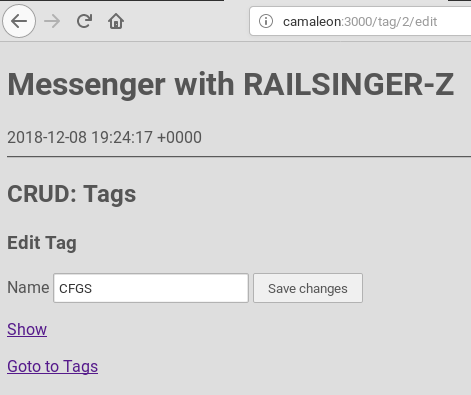 camaleon:3000/tag/2/edit
Messenger with RAILSINGER-Z
2018-12-08 19:24:17 +0000
CRUD: Tags
Edit Tag
Name CFGS Save changes
Show
Goto to Tags